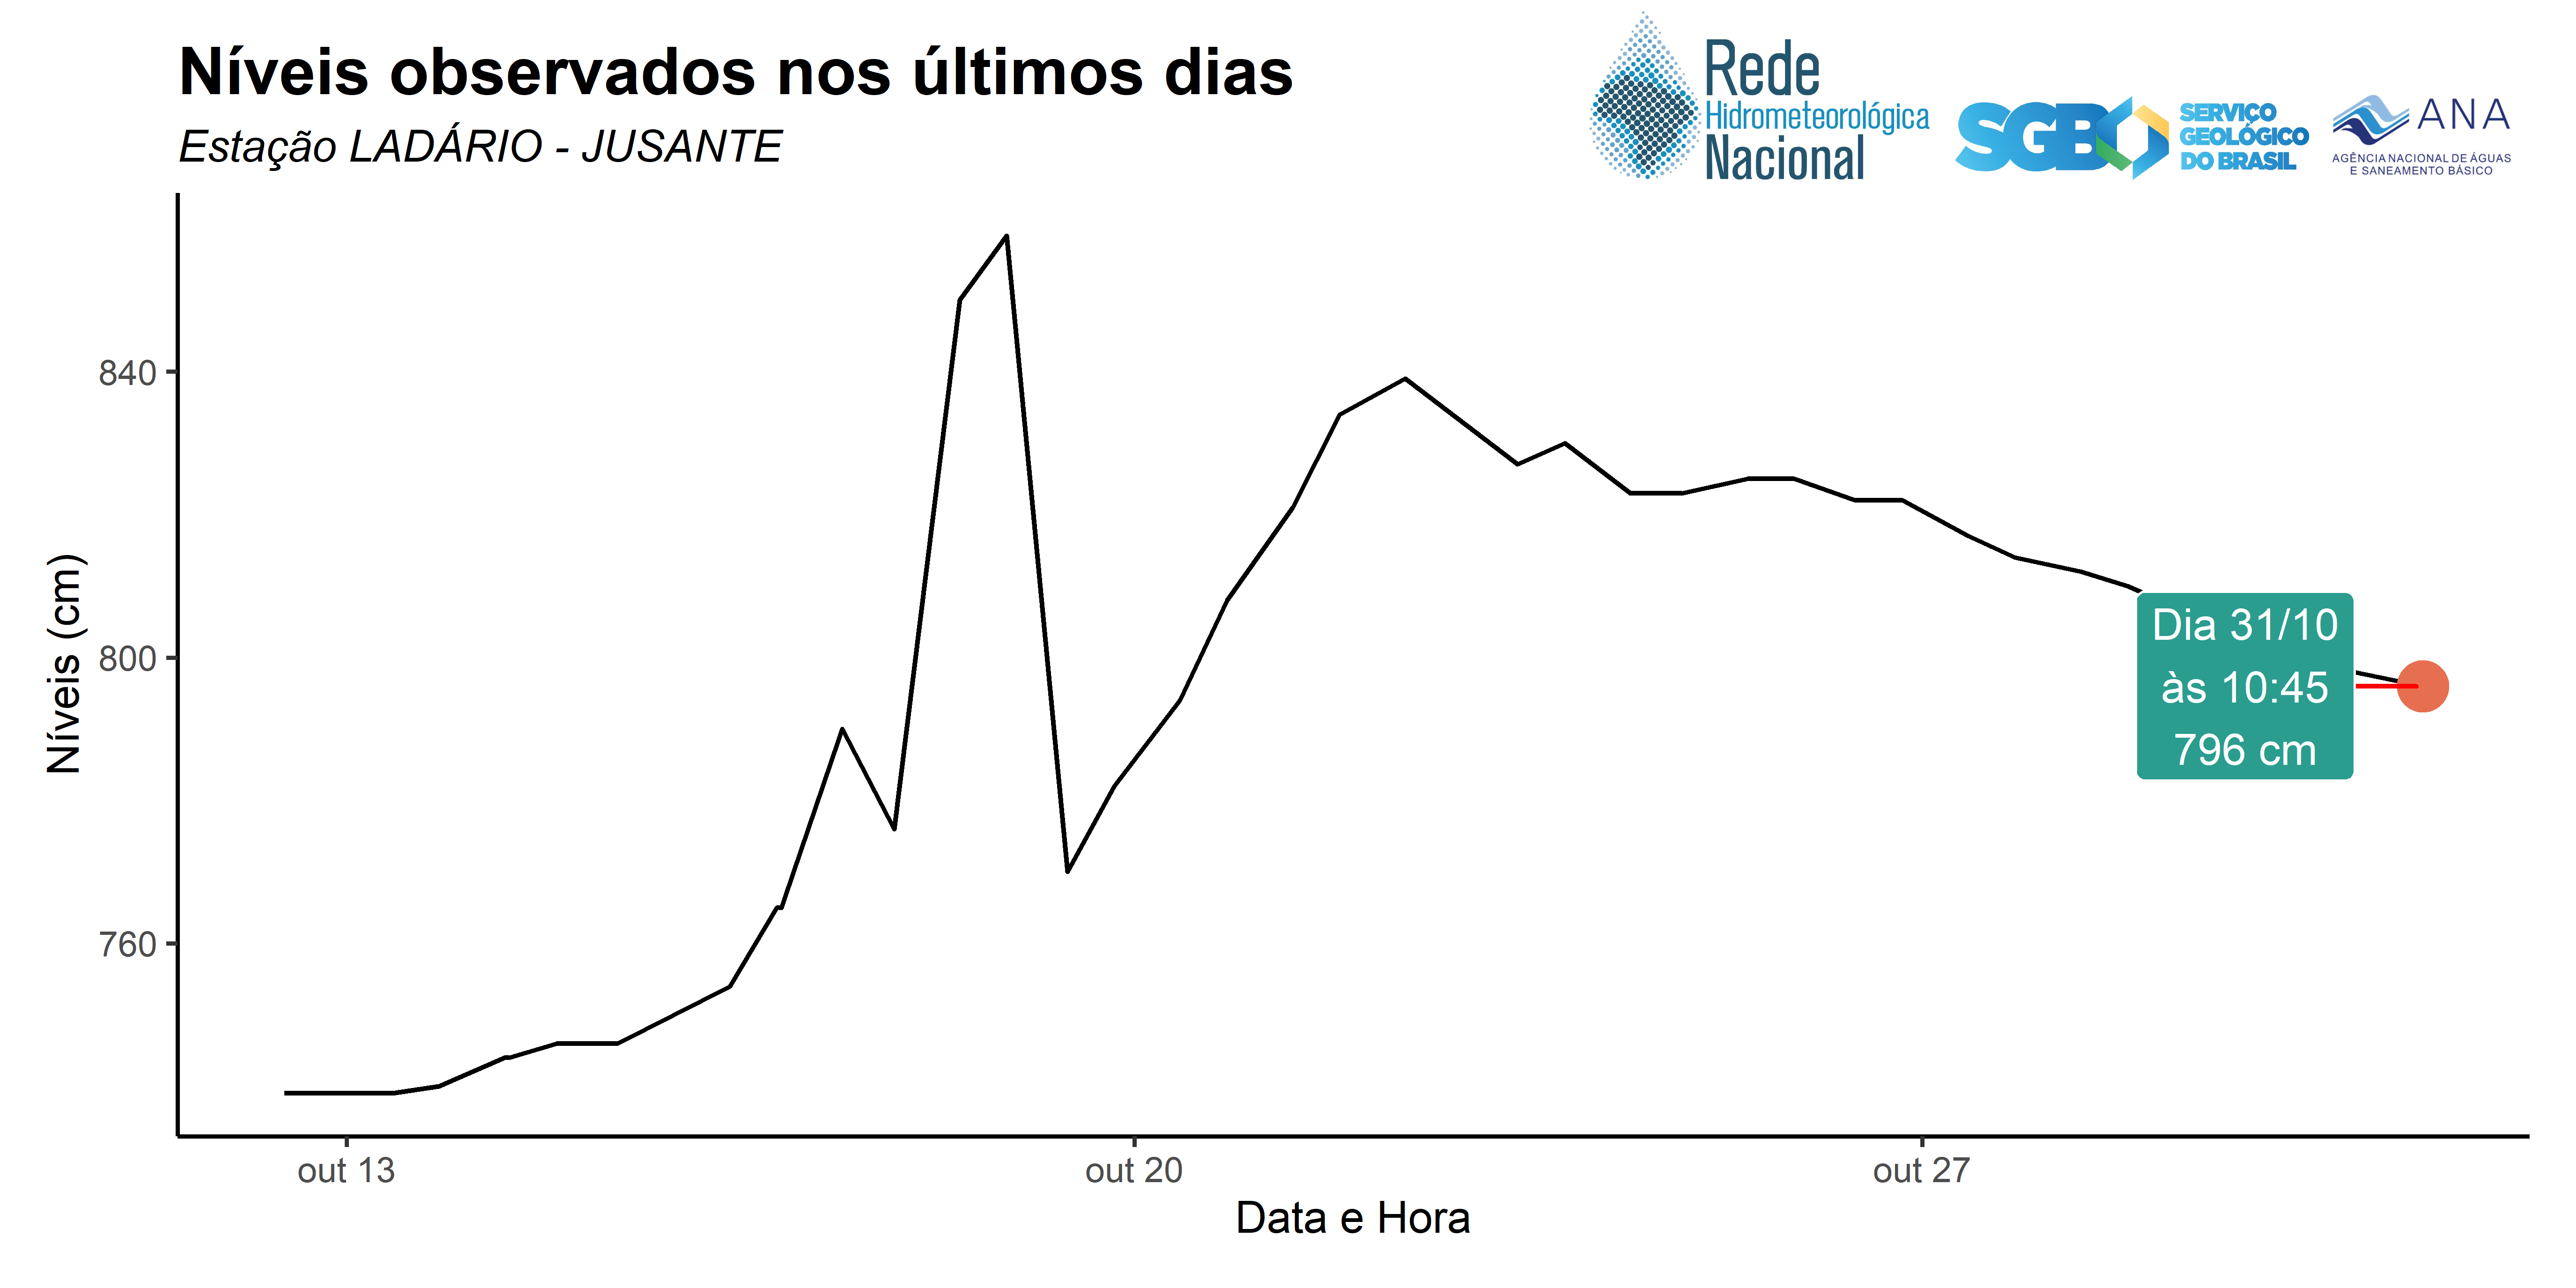 Níveis observados nos últimos dias
Estação LADÁRIO - JUSANTE
Rede
Hidrometeorológica
Nacional
SGB
SERVIÇO
GEOLÓGICO
DO BRASIL
ANA
AGÊNCIA NACIONAL DE ÁGUAS
E SANEAMENTO BÁSICO
Níveis (cm)
840
800
760
Dia 31/10
às 10:45
796 cm
out 13
out 20
out 27
Data e Hora